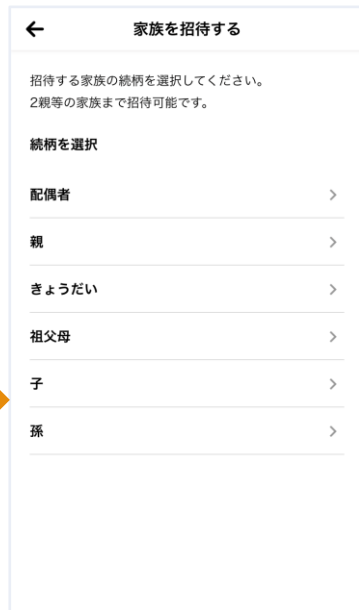 家族を招待する
招待する家族の続柄を選択してください。
2親等の家族まで招待可能です。
続柄を選択
配偶者
親
きょうだい
祖父母
子
孫